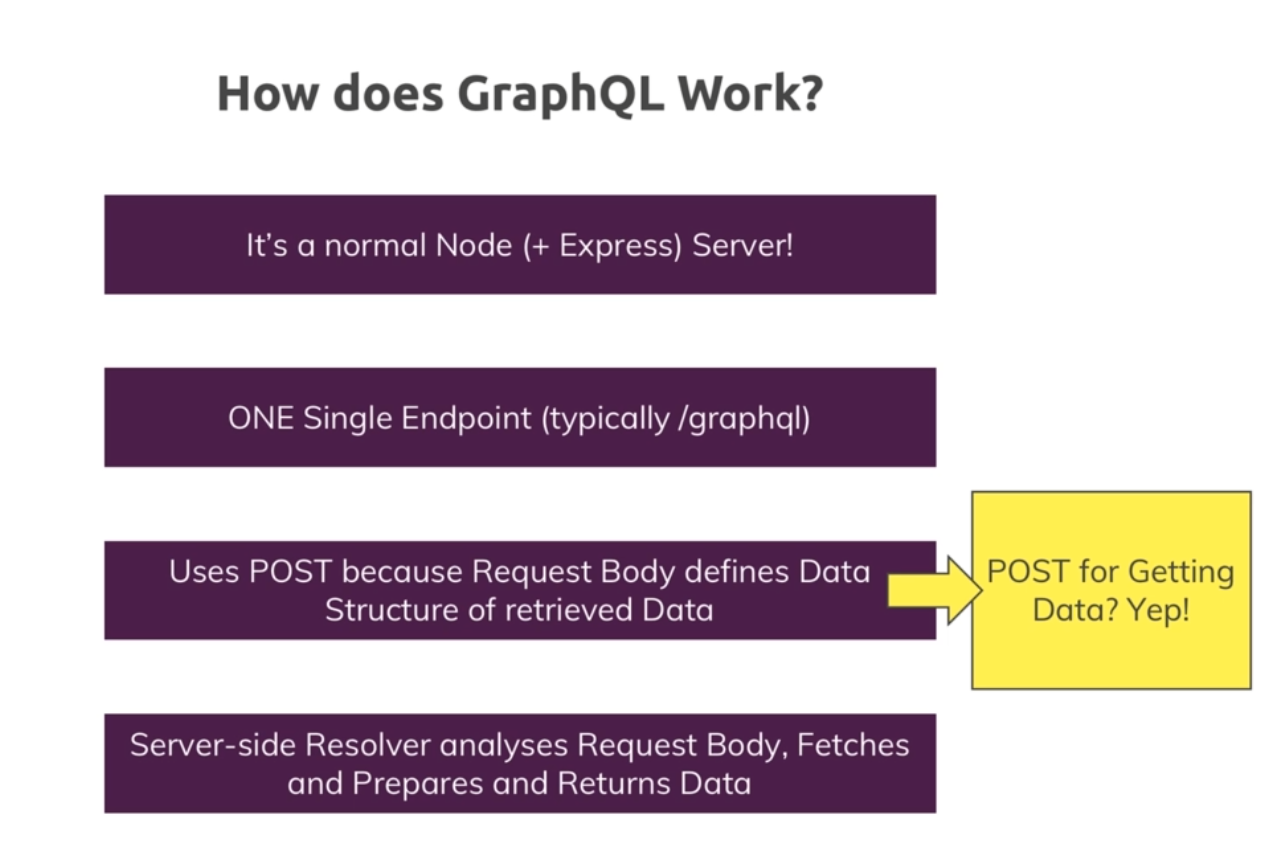 How does GraphQL Work?
It’s a normal Node (+ Express) Server!
ONE Single Endpoint (typically /graphql)
Uses POST because Request Body defines Data
Structure of retrieved Data
POST for Getting
Data? Yep!
Server-side Resolver analyses Request Body, Fetches
and Prepares and Returns Data